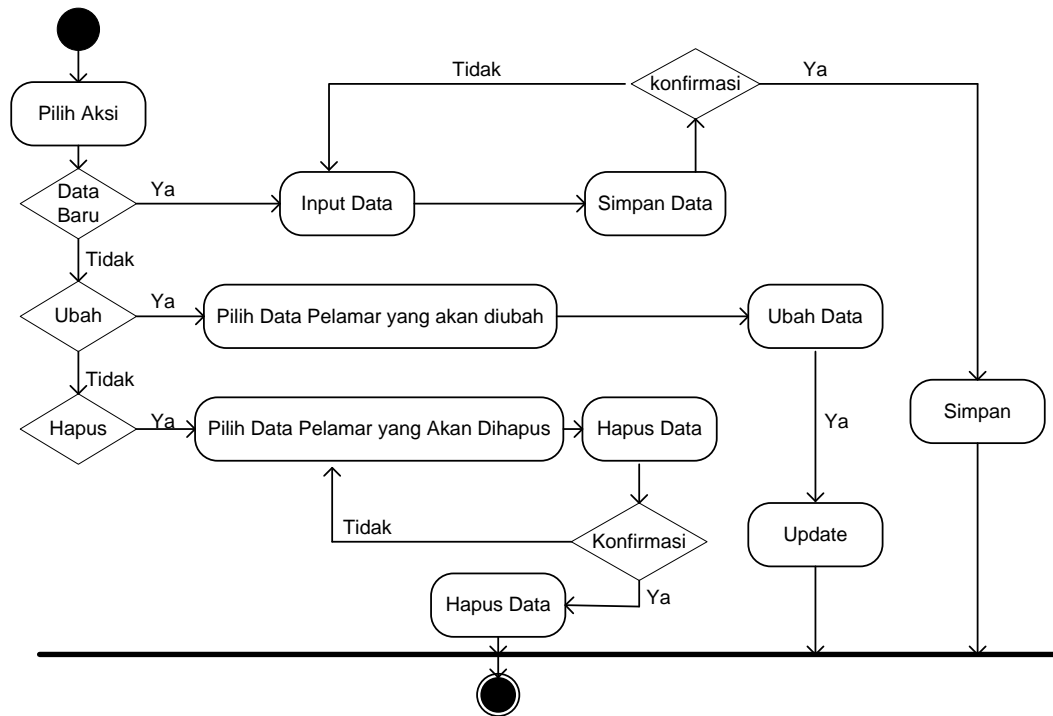 Tidak
konfirmasi
Ya
Pilih Aksi
Data
Baru
Ya
Input Data
Simpan Data
Tidak
Ubah
Ya
Pilih Data Pelamar yang akan diubah
Ubah Data
Tidak
Hapus
Ya
Pilih Data Pelamar yang Akan Dihapus
Hapus Data
Ya
Simpan
Tidak
Konfirmasi
Update
Hapus Data
Ya